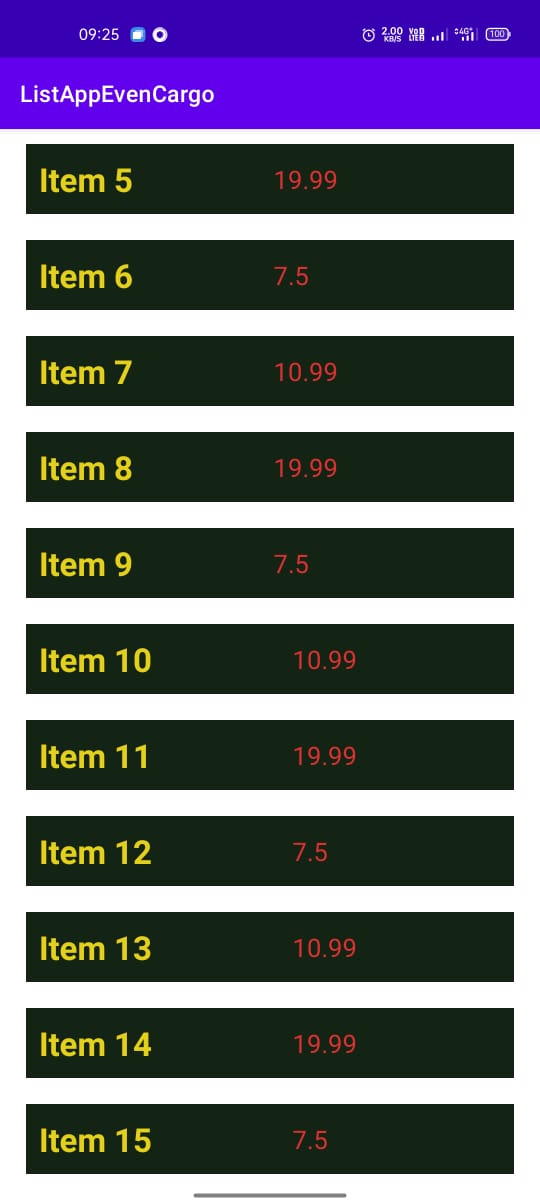 09:25 2.00 KB/S VoD LTE 4G+ 100
ListAppEvenCargo
Item 5 19.99
Item 6 7.5
Item 7 10.99
Item 8 19.99
Item 9 7.5
Item 10 10.99
Item 11 19.99
Item 12 7.5
Item 13 10.99
Item 14 19.99
Item 15 7.5